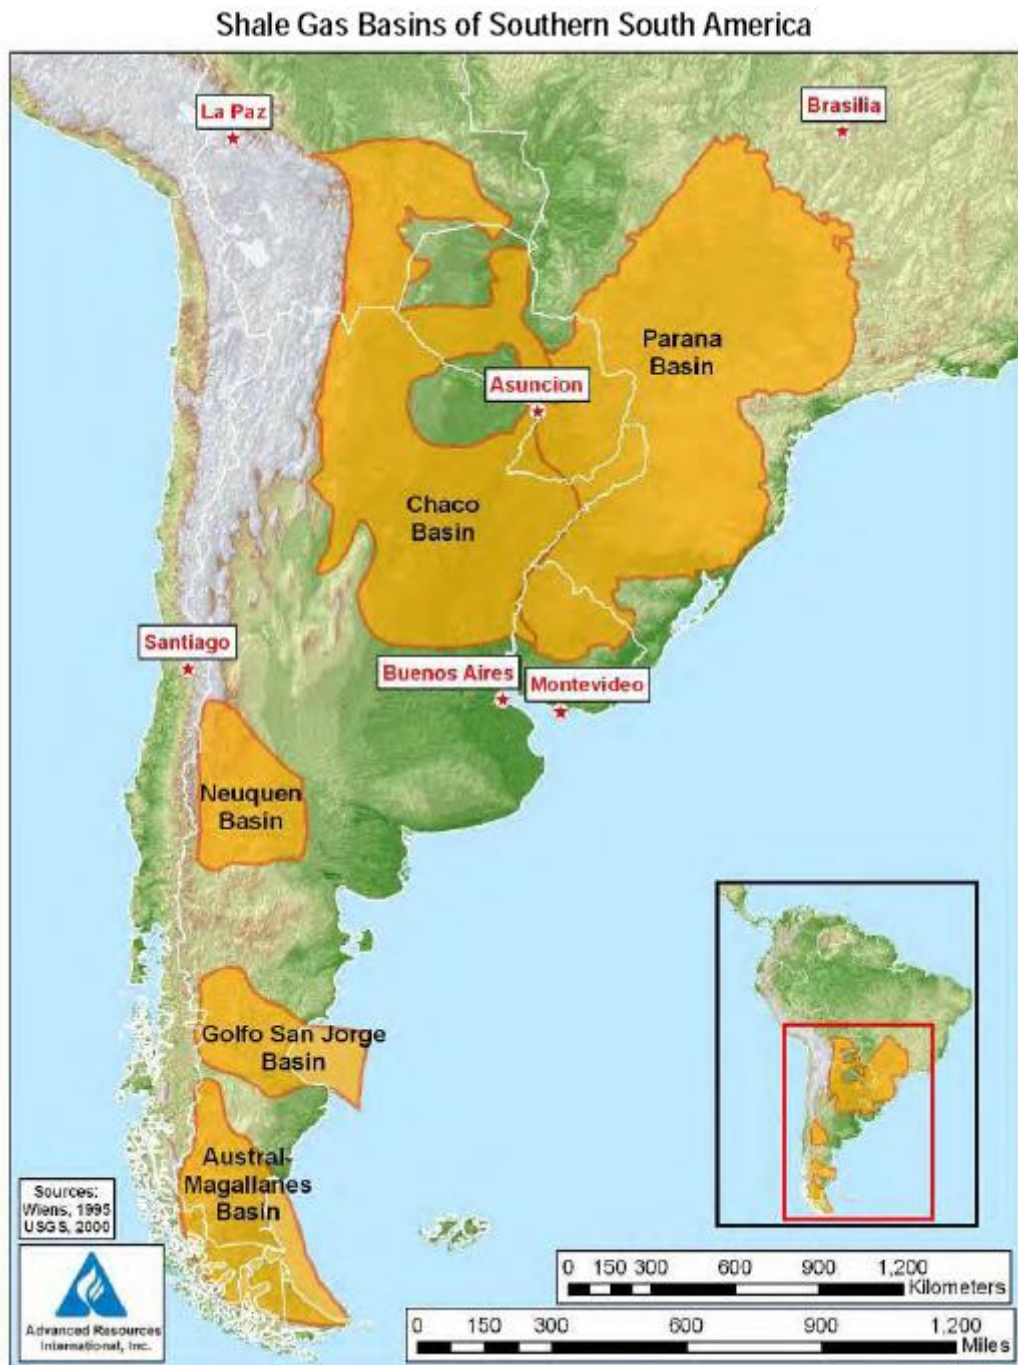 Shale Gas Basins of Southern South America
La Paz
Brasilia
Parana
Basin
Asuncion
Chaco
Basin
Santiago
Buenos Aires
Montevideo
Neuquen
Basin
Golfo San Jorge
Basin
Austral-
Magallanes
Basin
Sources:
Wiens, 1995
USGS, 2000
Advanced Resources
International, Inc.
0 150 300 600 900 1,200
Kilometers
0 150 300 600 900 1,200
Miles